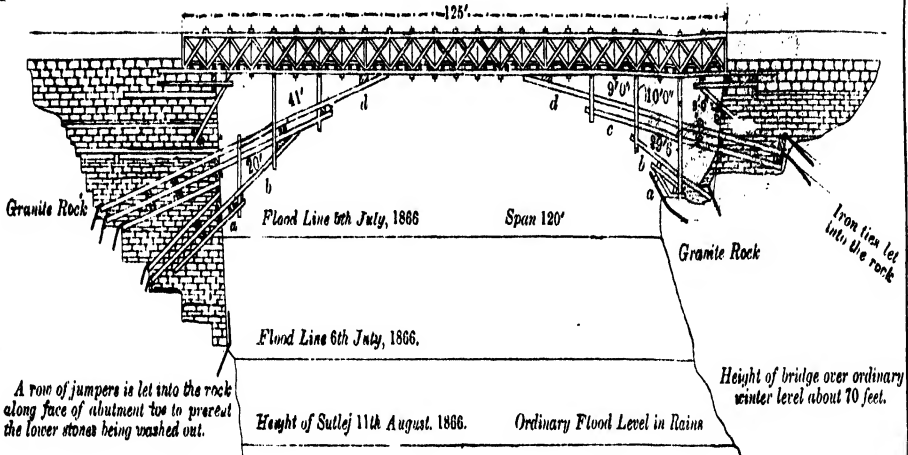 125'
41'
d
d
9'0"
10'0"
c
29'6
20'
b
b
a
a
Granite Rock
Flood Line 5th July, 1866 Span 120'
Granite Rock
Iron ties let
into the rock
Flood Line 6th July, 1866.
A row of jumpers is let into the rock
along face of abutment toe to prevent
the lower stones being washed out.
Height of bridge over ordinary
winter level about 70 feet.
Height of Sutlej 11th August. 1866. Ordinary Flood Level in Rains